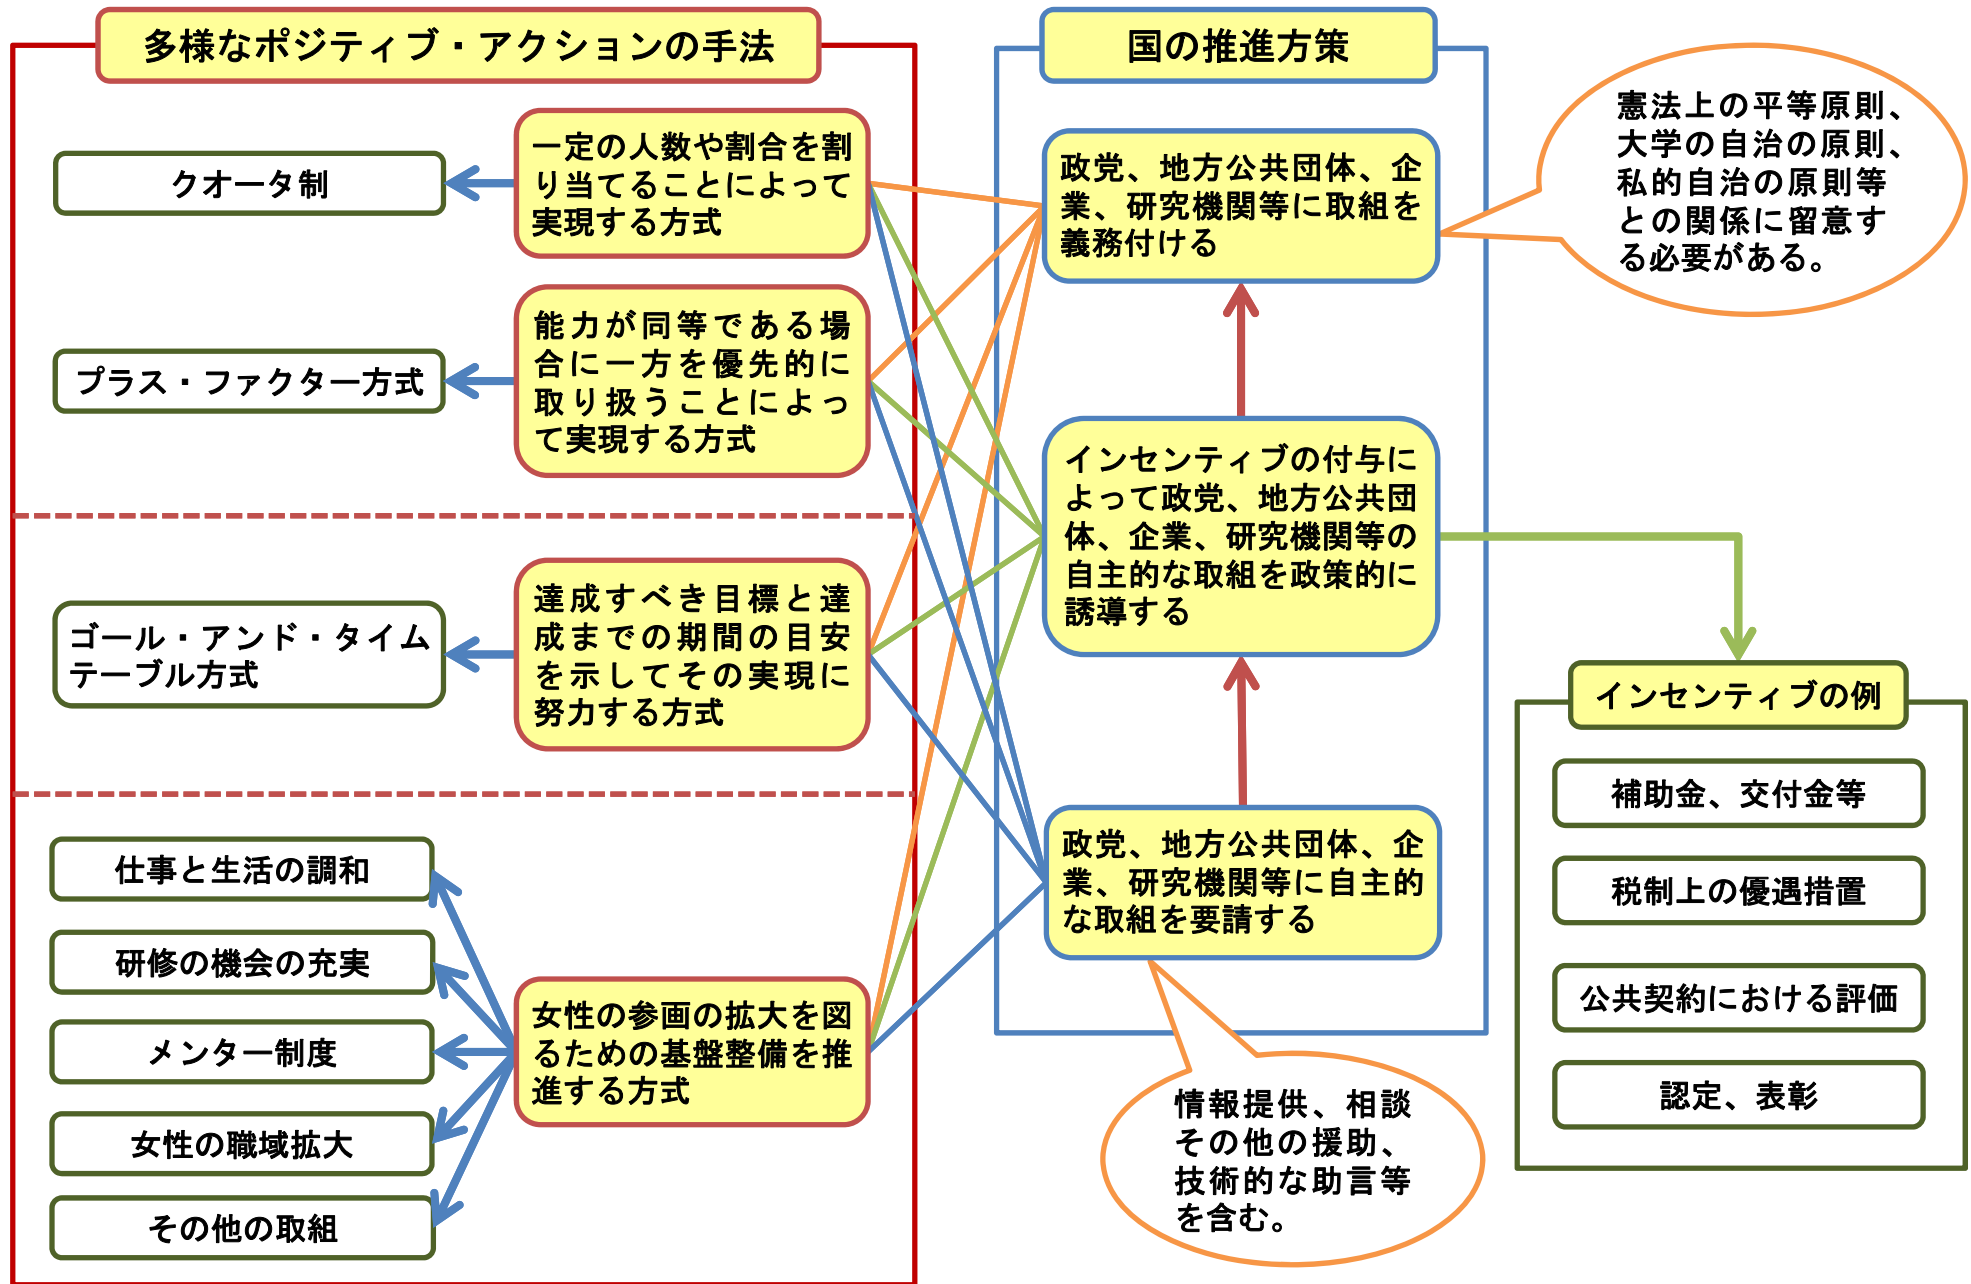 多様なポジティブ・アクションの手法
クオータ制
一定の人数や割合を割
り当てることによって
実現する方式
プラス・ファクター方式
能力が同等である場
合に一方を優先的に
取り扱うことによっ
て実現する方式
ゴール・アンド・タイム
テーブル方式
達成すべき目標と達
成までの期間の目安
を示してその実現に
努力する方式
仕事と生活の調和
研修の機会の充実
メンター制度
女性の職域拡大
その他の取組
女性の参画の拡大を図
るための基盤整備を推
進する方式
国の推進方策
政党、地方公共団体、企
業、研究機関等に取組を
義務付ける
インセンティブの付与に
よって政党、地方公共団
体、企業、研究機関等の
自主的な取組を政策的に
誘導する
政党、地方公共団体、企
業、研究機関等に自主的
な取組を要請する
憲法上の平等原則、
大学の自治の原則、
私的自治の原則等
との関係に留意す
る必要がある。
情報提供、相談
その他の援助、
技術的な助言等
を含む。
インセンティブの例
補助金、交付金等
税制上の優遇措置
公共契約における評価
認定、表彰